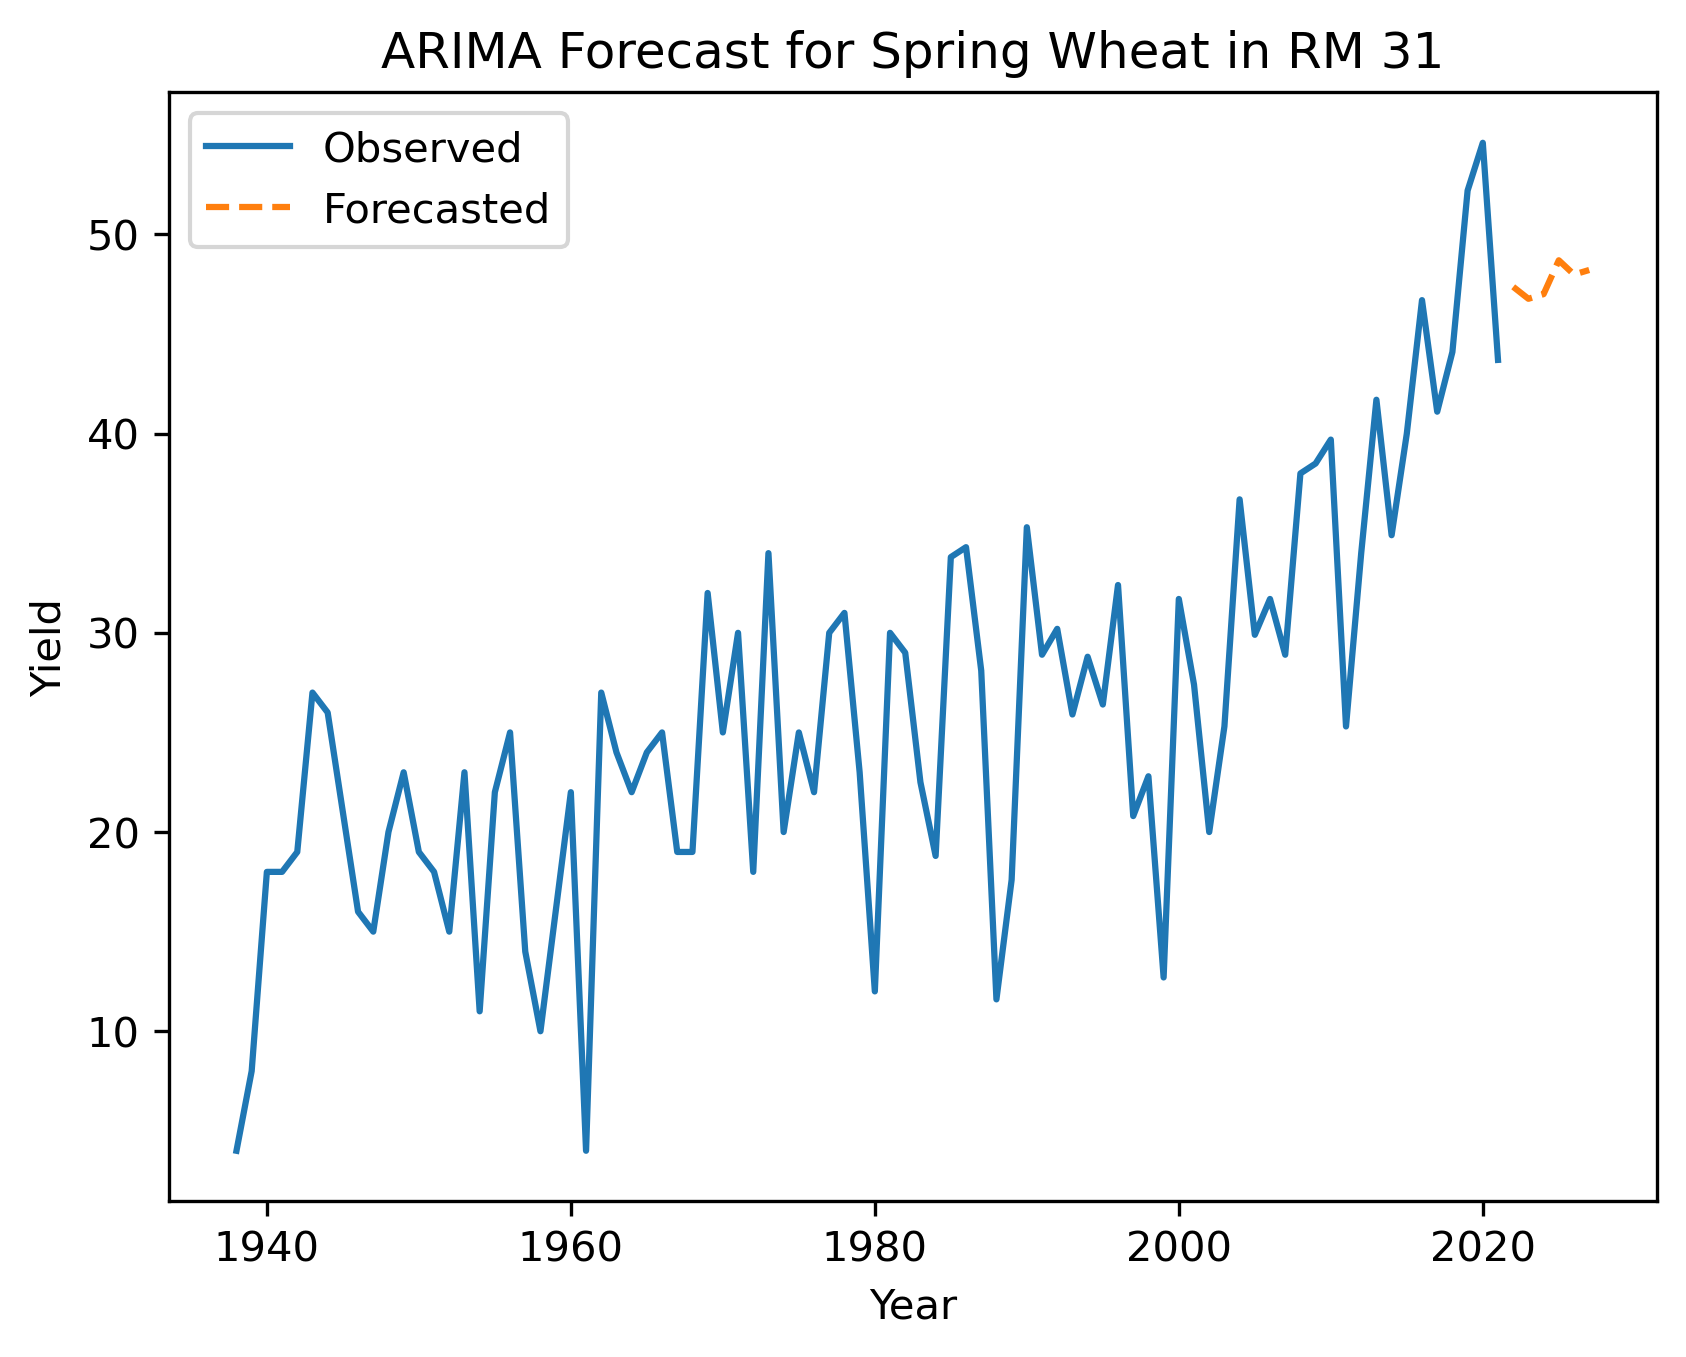 ARIMA Forecast for Spring Wheat in RM 31
Observed
Forecasted
50
40
30
20
10
Yield
1940 1960 1980 2000 2020
Year